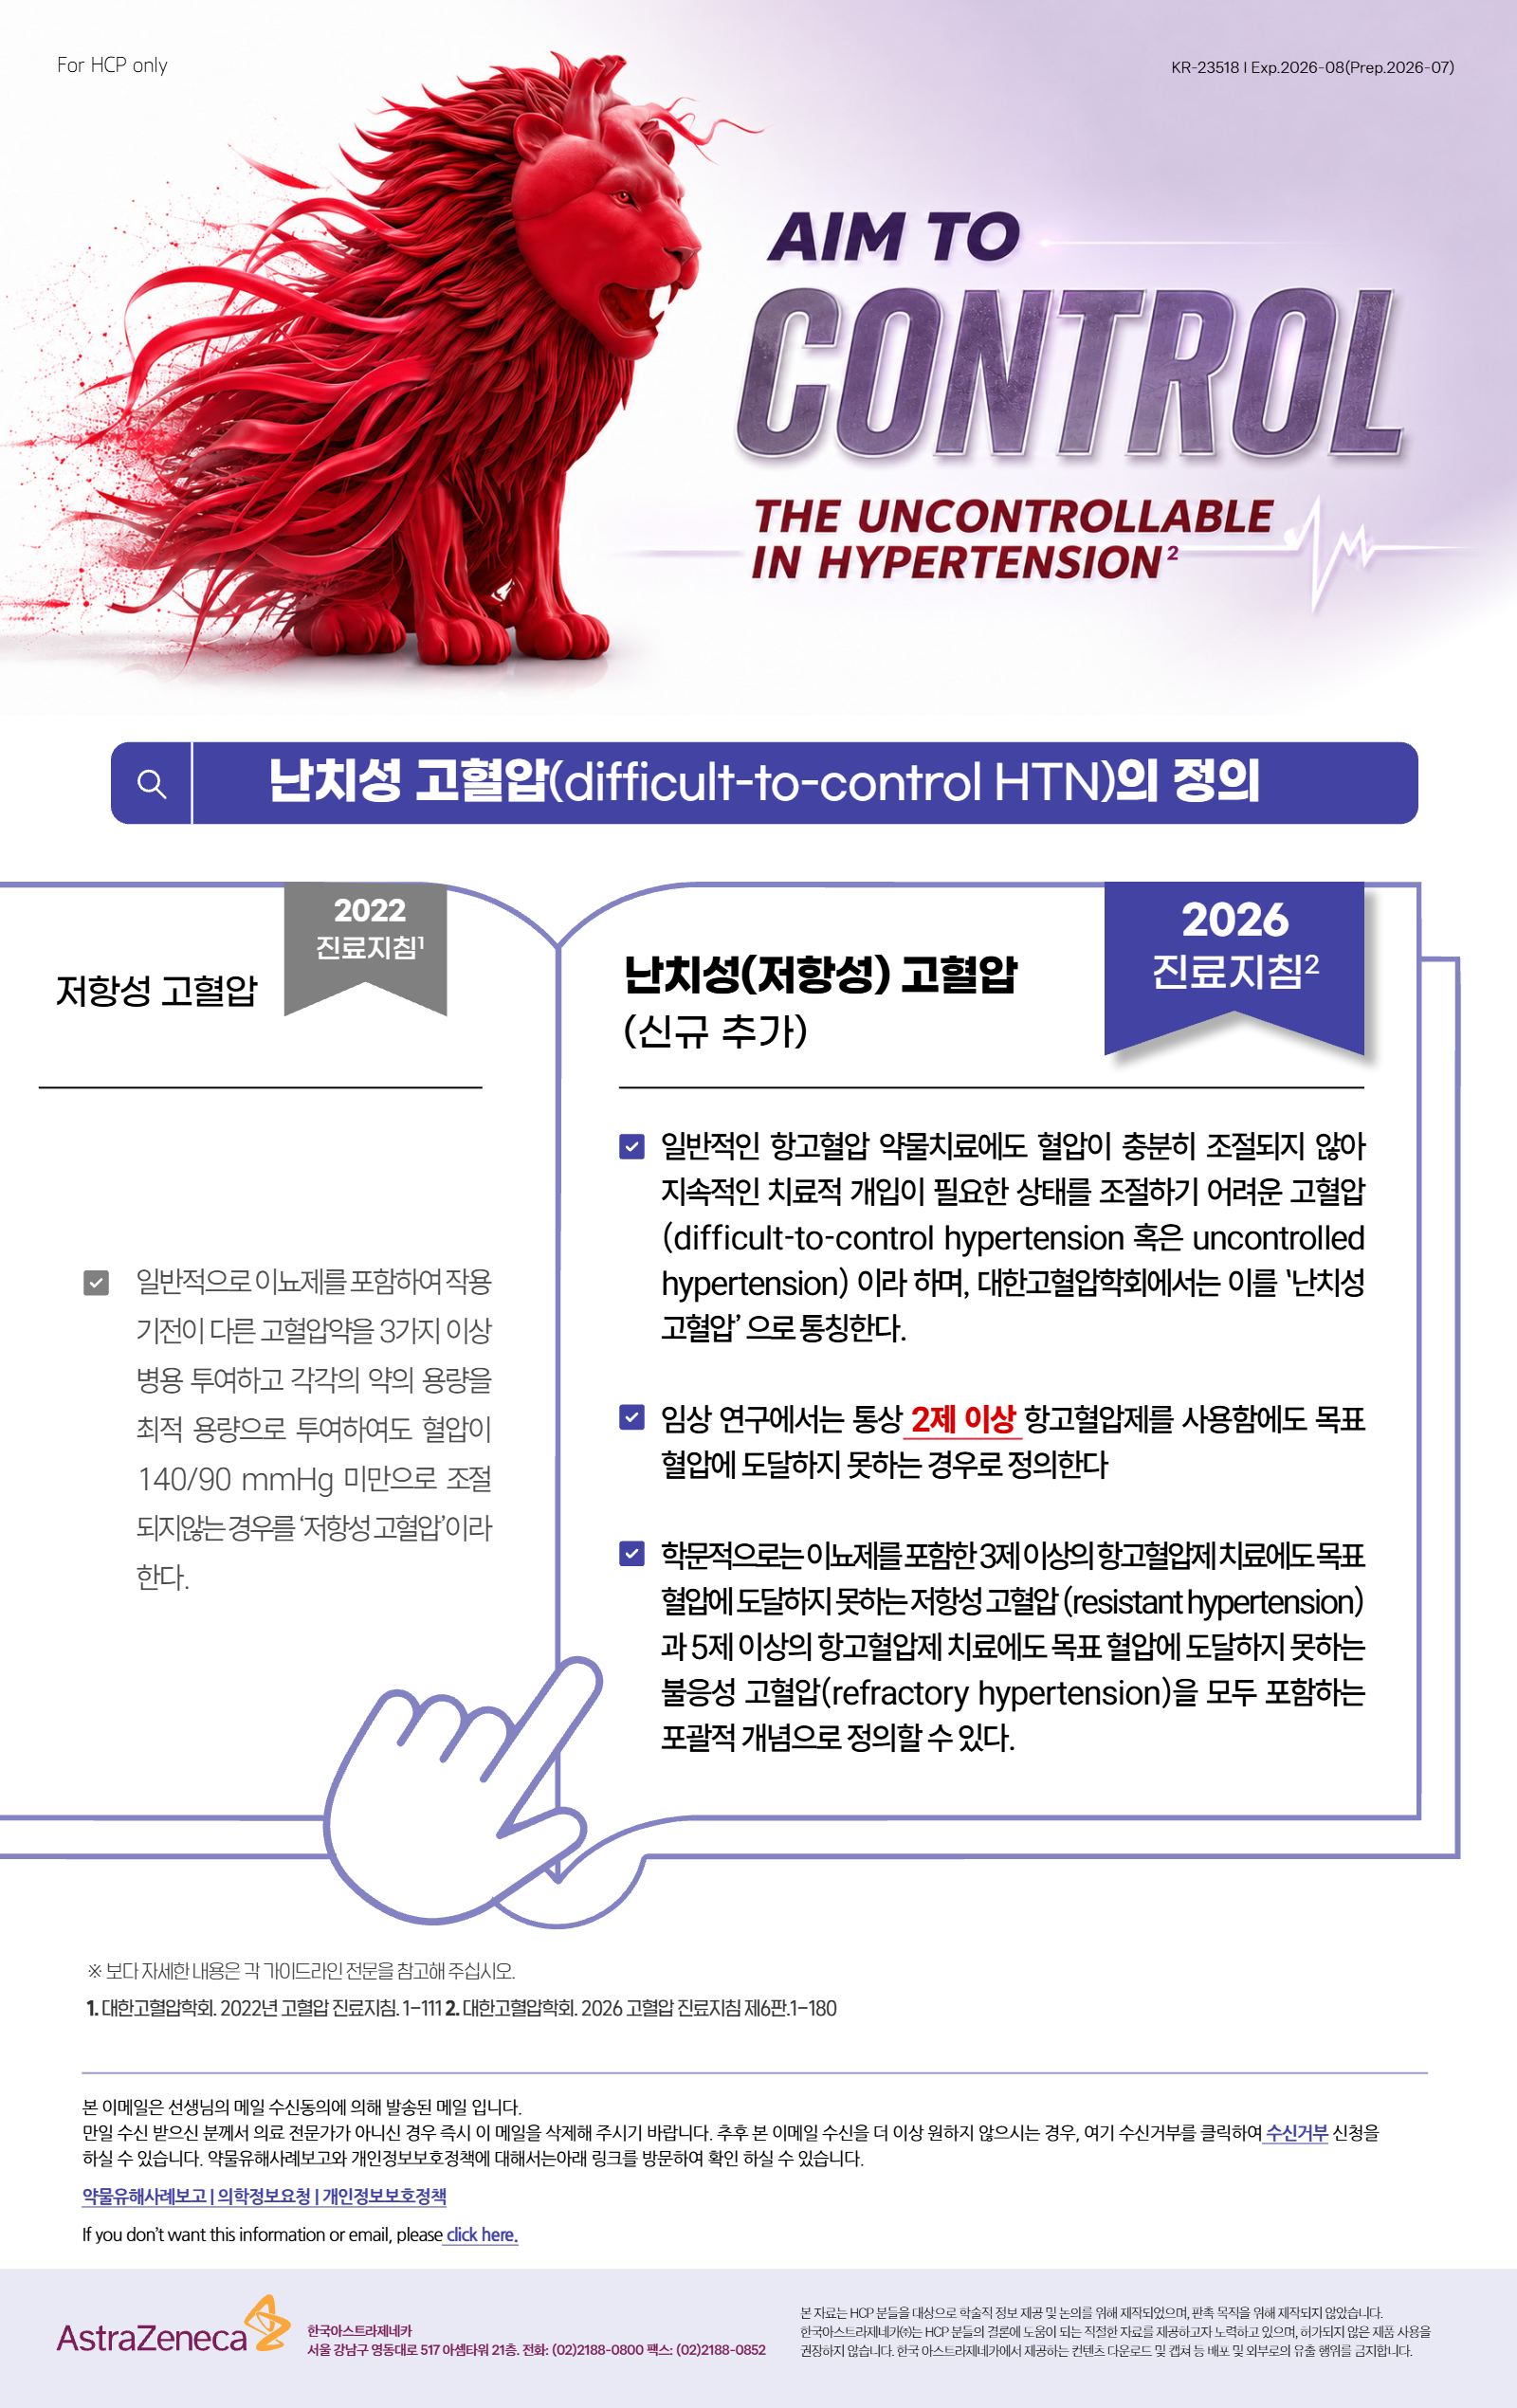 For HCP only
KR-23518 I Exp.2026-08(Prep.2026-07)
AIM TO
CONTROL
THE UNCONTROLLABLE
IN HYPERTENSION²
난치성 고혈압(difficult-to-control HTN)의 정의
2022
진료지침¹
저항성 고혈압
일반적으로 이뇨제를 포함하여 작용
기전이 다른 고혈압약을 3가지 이상
병용 투여하고 각각의 약의 용량을
최적 용량으로 투여하여도 혈압이
140/90 mmHg 미만으로 조절
되지않는 경우를 ‘저항성 고혈압’이라
한다.
2026
진료지침²
난치성(저항성) 고혈압
(신규 추가)
일반적인 항고혈압 약물치료에도 혈압이 충분히 조절되지 않아
지속적인 치료적 개입이 필요한 상태를 조절하기 어려운 고혈압
(difficult-to-control hypertension 혹은 uncontrolled
hypertension) 이라 하며, 대한고혈압학회에서는 이를 ‘난치성
고혈압’ 으로 통칭한다.
임상 연구에서는 통상 2제 이상 항고혈압제를 사용함에도 목표
혈압에 도달하지 못하는 경우로 정의한다
학문적으로는 이뇨제를 포함한 3제 이상의 항고혈압제 치료에도 목표
혈압에 도달하지 못하는 저항성 고혈압 (resistant hypertension)
과 5제 이상의 항고혈압제 치료에도 목표 혈압에 도달하지 못하는
불응성 고혈압(refractory hypertension)을 모두 포함하는
포괄적 개념으로 정의할 수 있다.
※ 보다 자세한 내용은 각 가이드라인 전문을 참고해 주십시오.
1. 대한고혈압학회. 2022년 고혈압 진료지침. 1-111 2. 대한고혈압학회. 2026 고혈압 진료지침 제6판.1-180
본 이메일은 선생님의 메일 수신동의에 의해 발송된 메일 입니다.
만일 수신 받으신 분께서 의료 전문가가 아니신 경우 즉시 이 메일을 삭제해 주시기 바랍니다. 추후 본 이메일 수신을 더 이상 원하지 않으시는 경우, 여기 수신거부를 클릭하여 수신거부 신청을
하실 수 있습니다. 약물유해사례보고와 개인정보보호정책에 대해서는아래 링크를 방문하여 확인 하실 수 있습니다.
약물유해사례보고 | 의학정보요청 | 개인정보보호정책
If you don’t want this information or email, please click here.
AstraZeneca
한국아스트라제네카
서울 강남구 영동대로 517 아셈타워 21층. 전화: (02)2188-0800 팩스: (02)2188-0852
본 자료는 HCP 분들을 대상으로 학술적 정보 제공 및 논의를 위해 제작되었으며, 판촉 목적을 위해 제작되지 않았습니다.
한국아스트라제네카㈜는 HCP 분들의 결론에 도움이 되는 적절한 자료를 제공하고자 노력하고 있으며, 허가되지 않은 제품 사용을
권장하지 않습니다. 한국 아스트라제네카에서 제공하는 컨텐츠 다운로드 및 캡쳐 등 배포 및 외부로의 유출 행위를 금지합니다.